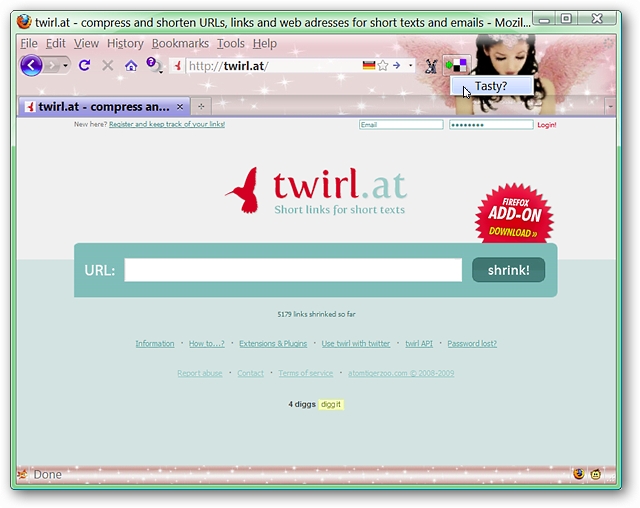 twirl.at - compress and shorten URLs, links and web adresses for short texts and emails - Mozil...
File Edit View History Bookmarks Tools Help
http://twirl.at/
Tasty?
twirl.at - compress an...
New here? Register and keep track of your links! Email Login!
twirl.at
Short links for short texts
FIREFOX
ADD-ON
DOWNLOAD »
URL: shrink!
5179 links shrinked so far
Information • How to...? • Extensions & Plugins • Use twirl with twitter • twirl API • Password lost?
Report abuse • Contact • Terms of service • atomtigerzoo.com © 2008-2009
4 diggs digg it
Done